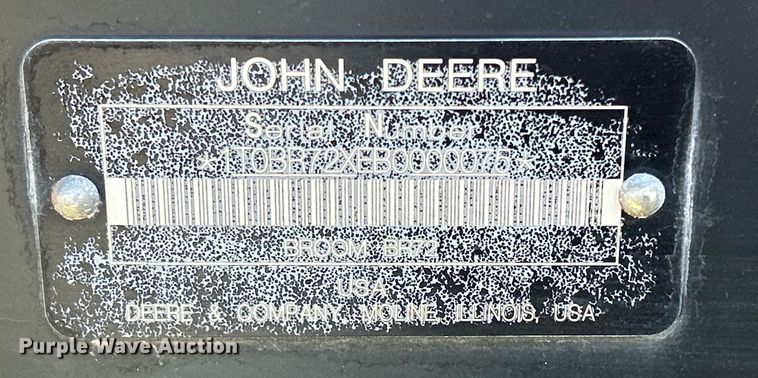 JOHN DEERE
Serial Number
*1T0BR72XEB0000075*
BROOM BR72
USA
DEERE & COMPANY MOLINE, ILLINOIS, USA
Purple Wave Auction